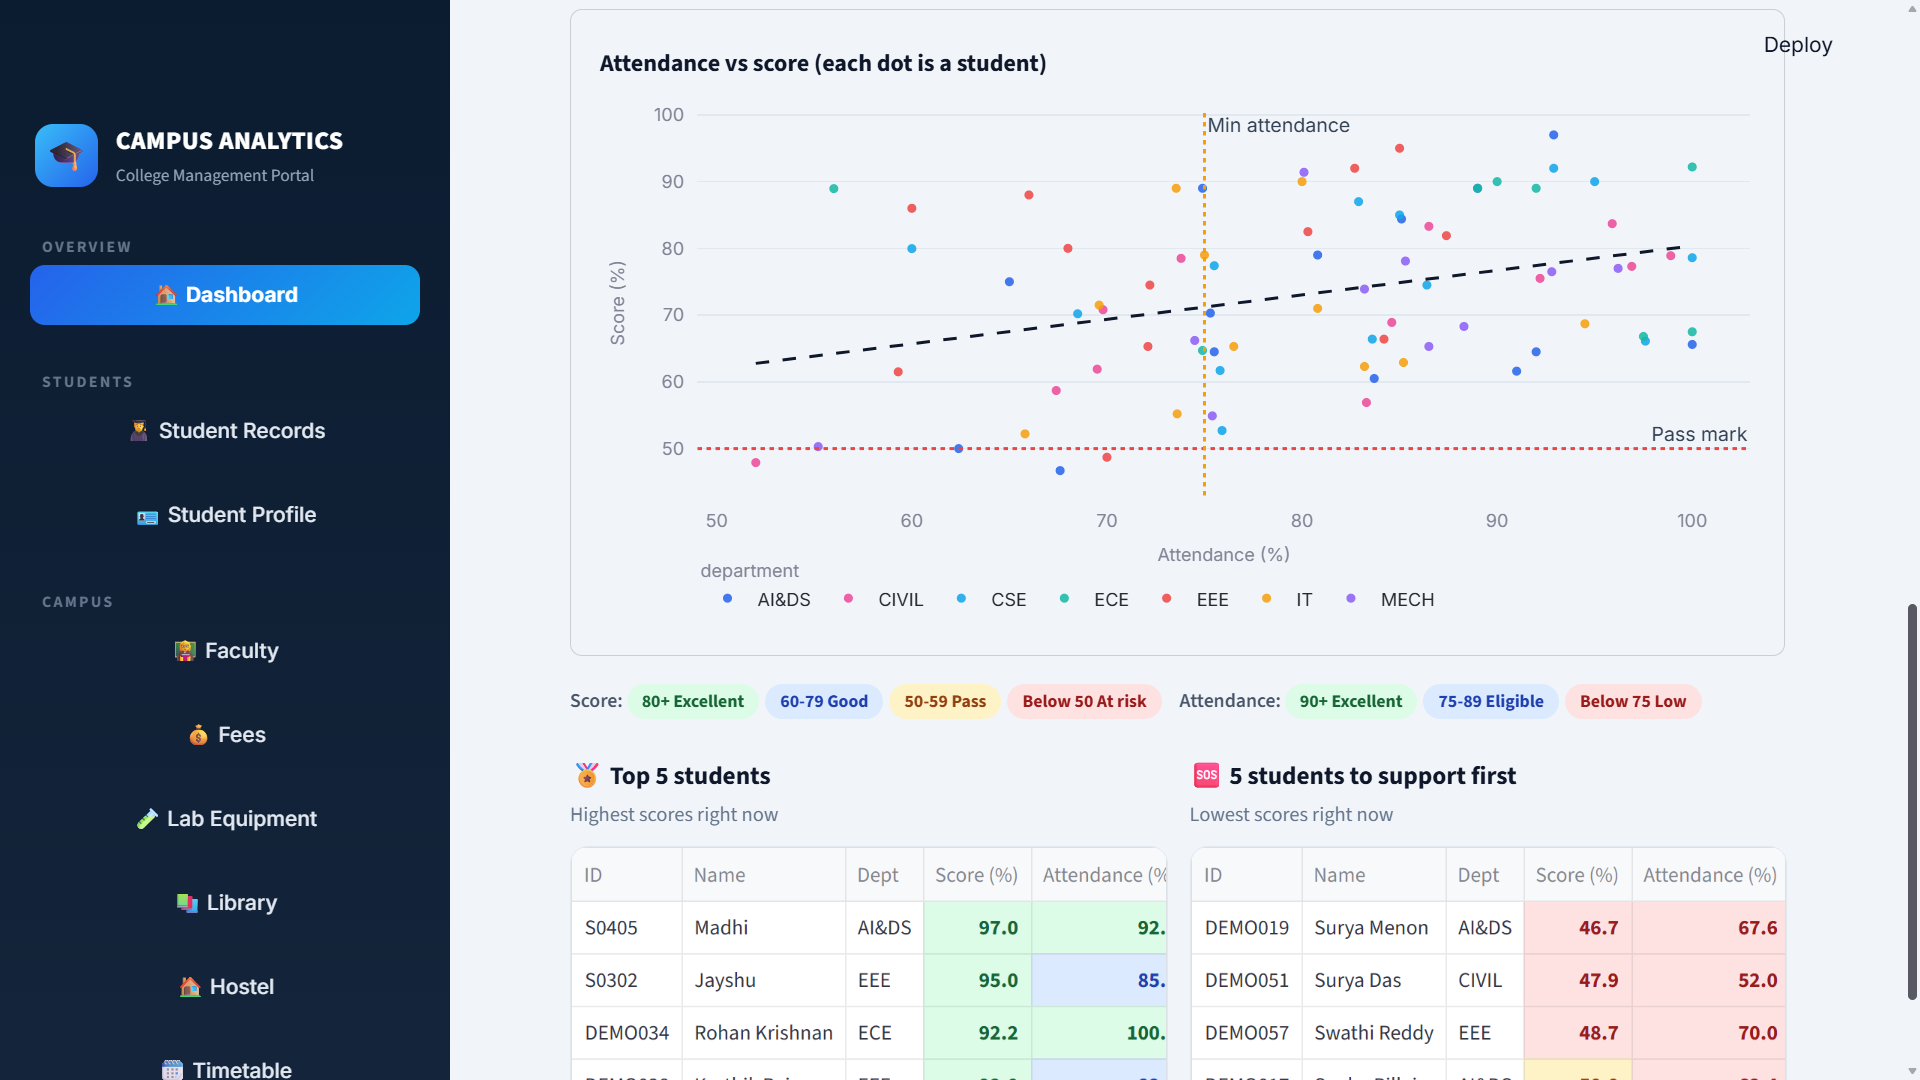 Deploy
CAMPUS ANALYTICS
College Management Portal
OVERVIEW
Dashboard
STUDENTS
Student Records
Student Profile
CAMPUS
Faculty
Fees
Lab Equipment
Library
Hostel
Timetable
Attendance vs score (each dot is a student)
Score (%)
100
90
80
70
60
50
Min attendance
Pass mark
50 60 70 80 90 100
Attendance (%)
department
AI&DS CIVIL CSE ECE EEE IT MECH
Score: 80+ Excellent 60-79 Good 50-59 Pass Below 50 At risk Attendance: 90+ Excellent 75-89 Eligible Below 75 Low
Top 5 students
Highest scores right now
ID Name Dept Score (%) Attendance (%
S0405 Madhi AI&DS 97.0 92.
S0302 Jayshu EEE 95.0 85.
DEMO034 Rohan Krishnan ECE 92.2 100.
SOS 5 students to support first
Lowest scores right now
ID Name Dept Score (%) Attendance (%)
DEMO019 Surya Menon AI&DS 46.7 67.6
DEMO051 Surya Das CIVIL 47.9 52.0
DEMO057 Swathi Reddy EEE 48.7 70.0